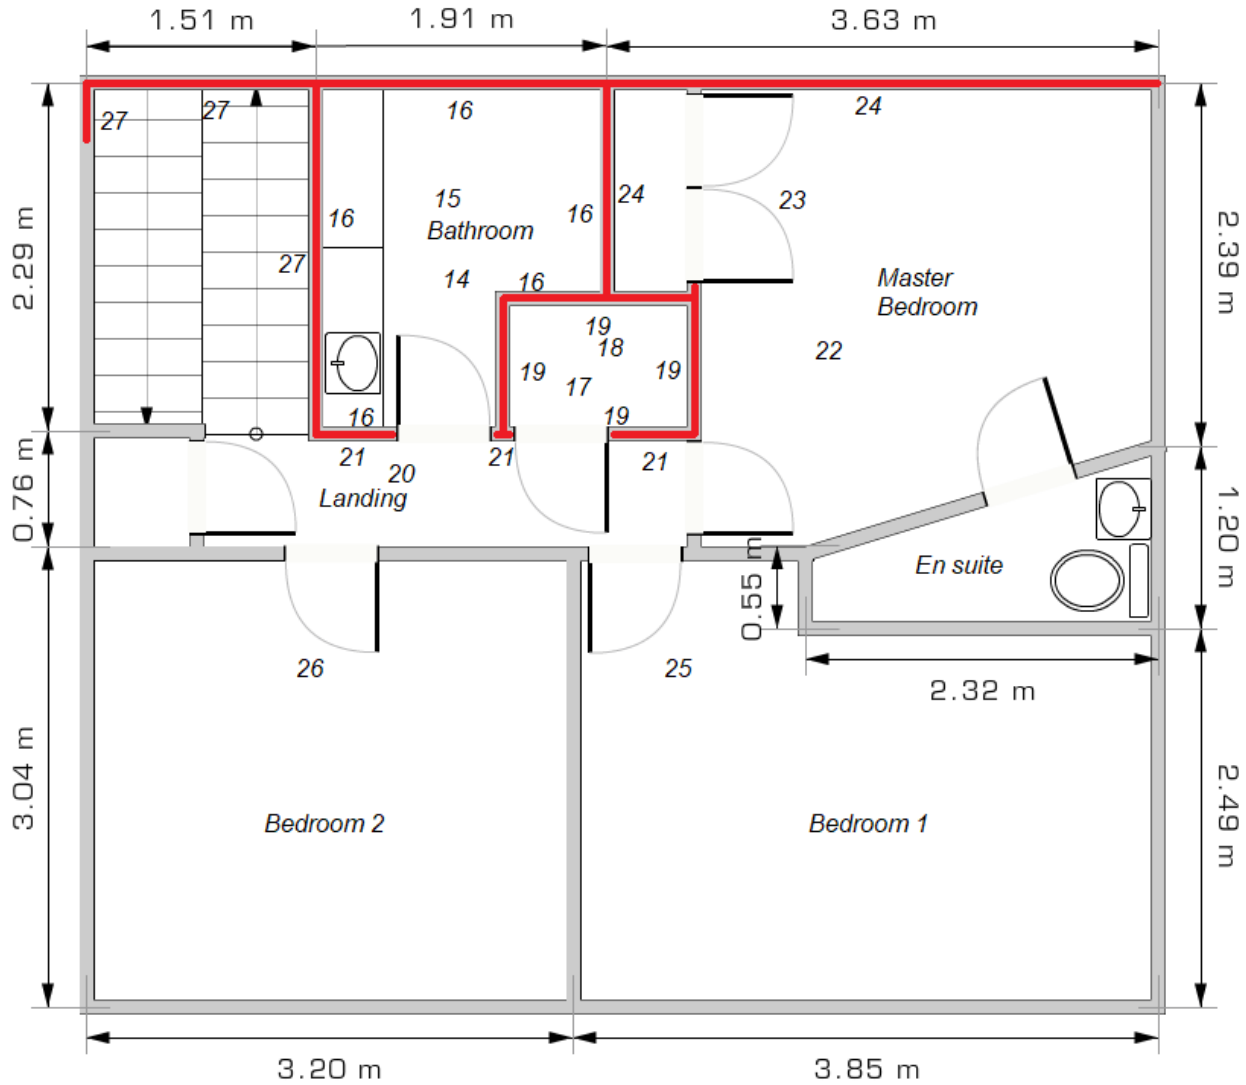 1.51 m
1.91 m
3.63 m
27
27
16
24
15
24
23
16
16
Bathroom
2.29 m
2.39 m
27
14
16
Master
Bedroom
19
18
22
19
17
19
16
19
21
20
21
21
0.76 m
Landing
1.20 m
0.55 m
En suite
26
25
2.32 m
3.04 m
2.49 m
Bedroom 2
Bedroom 1
3.20 m
3.85 m